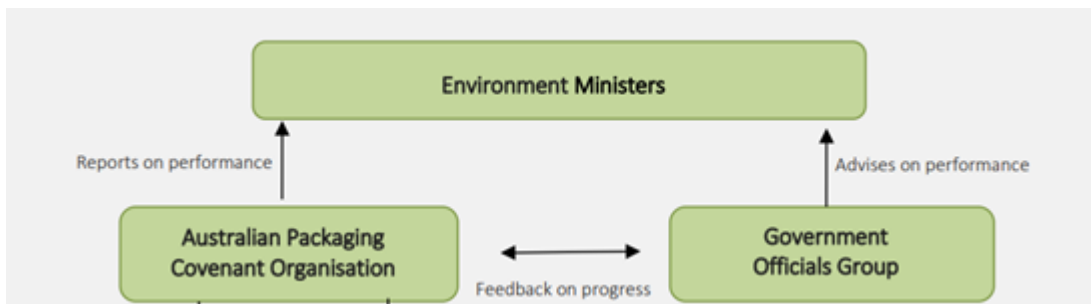 Environment Ministers
Reports on performance
Advises on performance
Australian Packaging
Covenant Organisation
Government
Officials Group
Feedback on progress